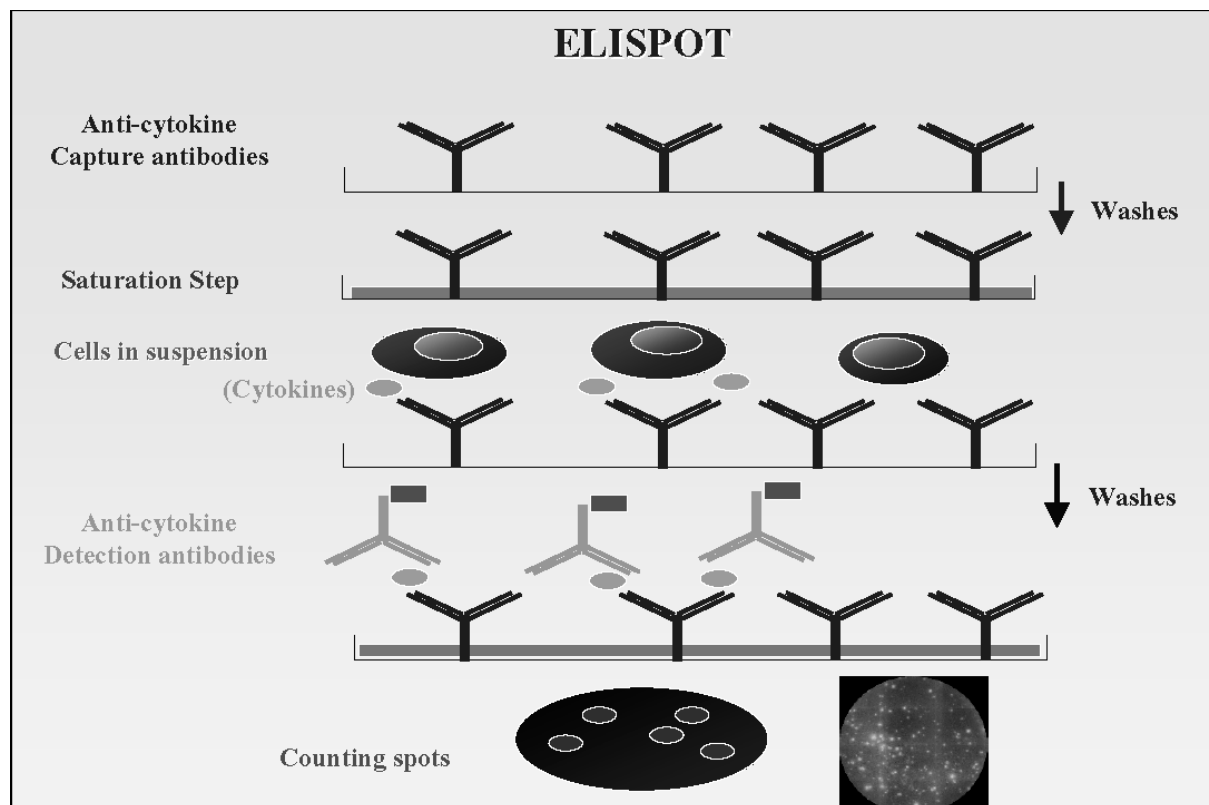 ELISPOT
Anti-cytokine
Capture antibodies
Washes
Saturation Step
Cells in suspension
(Cytokines)
Washes
Anti-cytokine
Detection antibodies
Counting spots